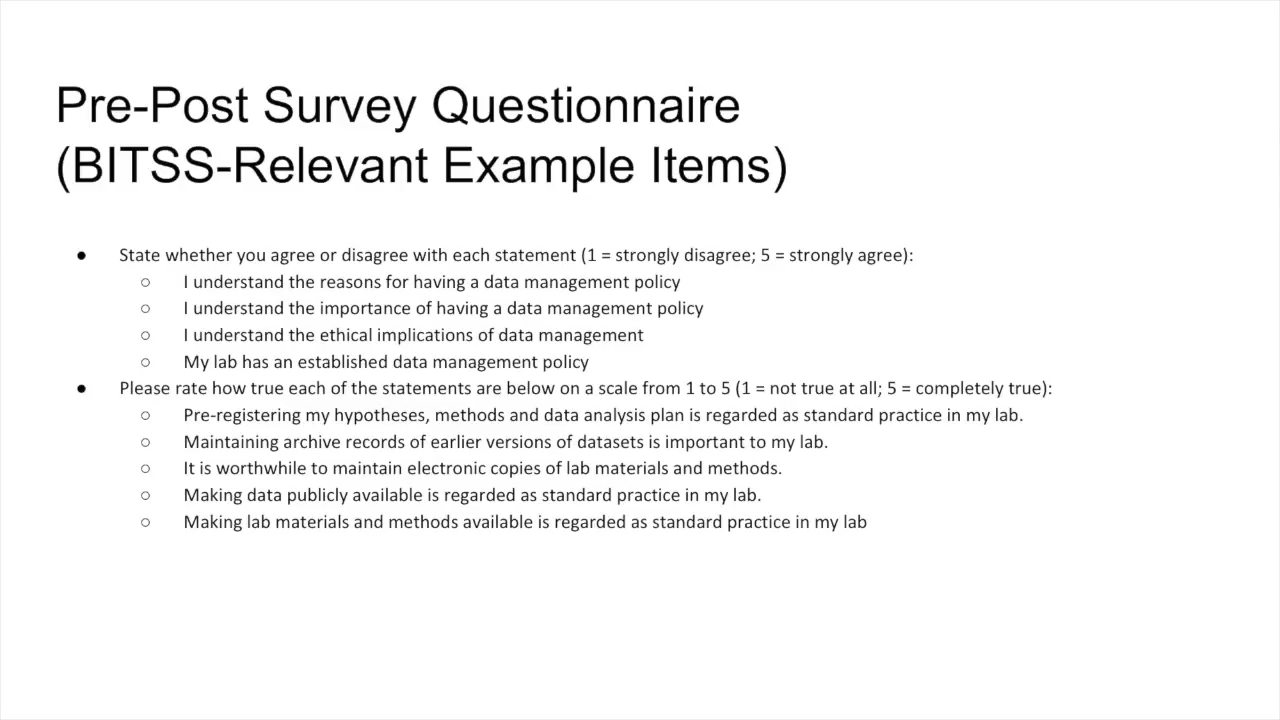 Pre-Post Survey Questionnaire
(BITSS-Relevant Example Items)
● State whether you agree or disagree with each statement (1 = strongly disagree; 5 = strongly agree):
○ I understand the reasons for having a data management policy
○ I understand the importance of having a data management policy
○ I understand the ethical implications of data management
○ My lab has an established data management policy
● Please rate how true each of the statements are below on a scale from 1 to 5 (1 = not true at all; 5 = completely true):
○ Pre-registering my hypotheses, methods and data analysis plan is regarded as standard practice in my lab.
○ Maintaining archive records of earlier versions of datasets is important to my lab.
○ It is worthwhile to maintain electronic copies of lab materials and methods.
○ Making data publicly available is regarded as standard practice in my lab.
○ Making lab materials and methods available is regarded as standard practice in my lab